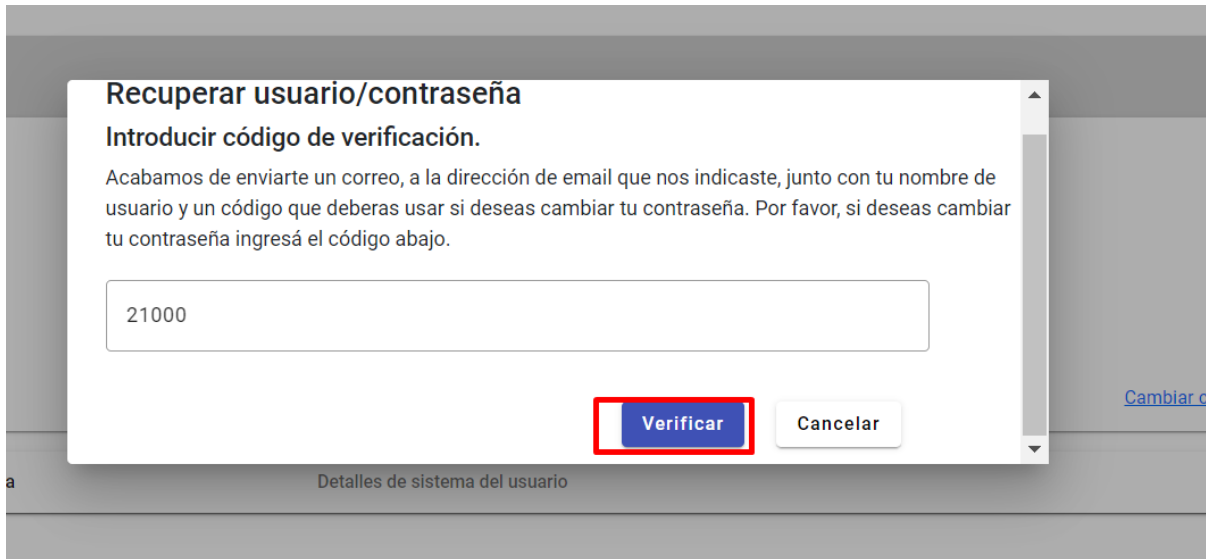 Recuperar usuario/contraseña
Introducir código de verificación.
Acabamos de enviarte un correo, a la dirección de email que nos indicaste, junto con tu nombre de
usuario y un código que deberas usar si deseas cambiar tu contraseña. Por favor, si deseas cambiar
tu contraseña ingresá el código abajo.
21000
Cambiar c
Verificar Cancelar
a Detalles de sistema del usuario